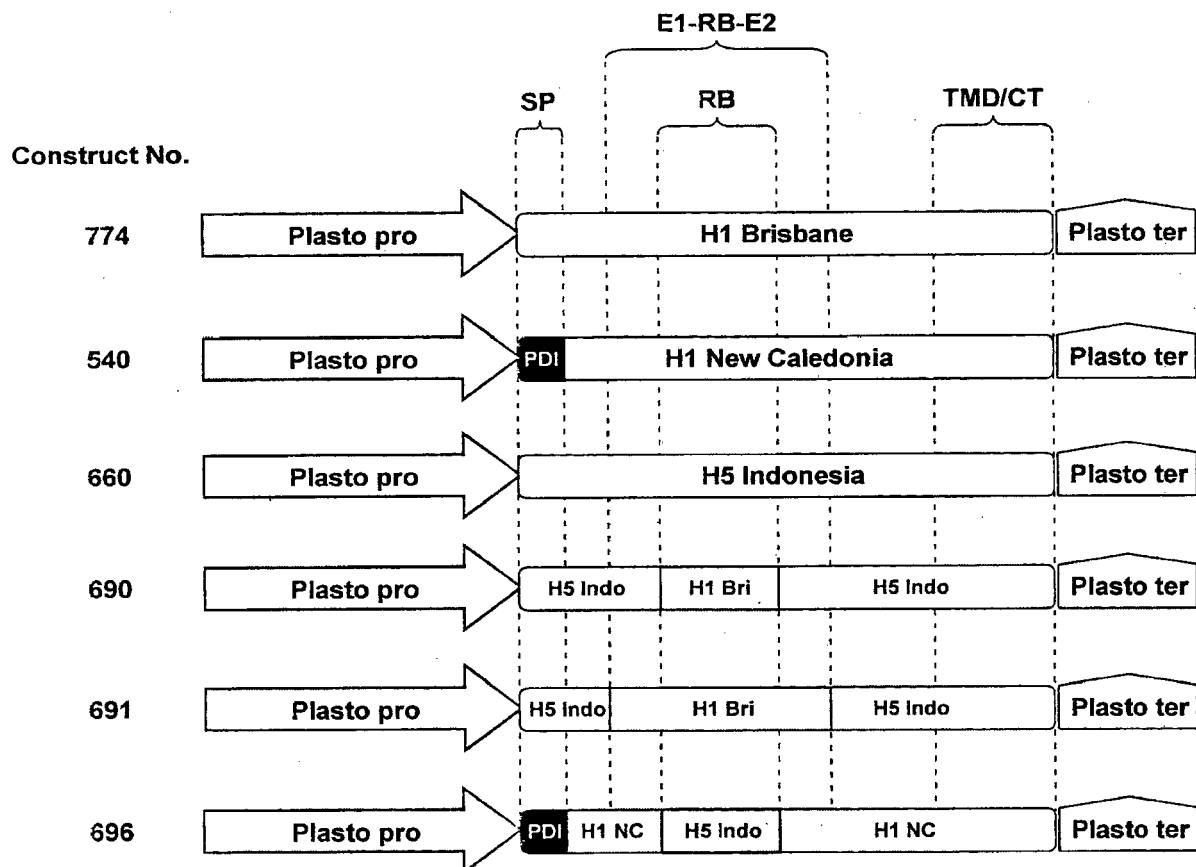 E1-RB-E2
SP RB TMD/CT
Construct No.
774 Plasto pro H1 Brisbane Plasto ter
540 Plasto pro PDI H1 New Caledonia Plasto ter
660 Plasto pro H5 Indonesia Plasto ter
690 Plasto pro H5 Indo H1 Bri H5 Indo Plasto ter
691 Plasto pro H5 Indo H1 Bri H5 Indo Plasto ter
696 Plasto pro PDI H1 NC H5 Indo H1 NC Plasto ter